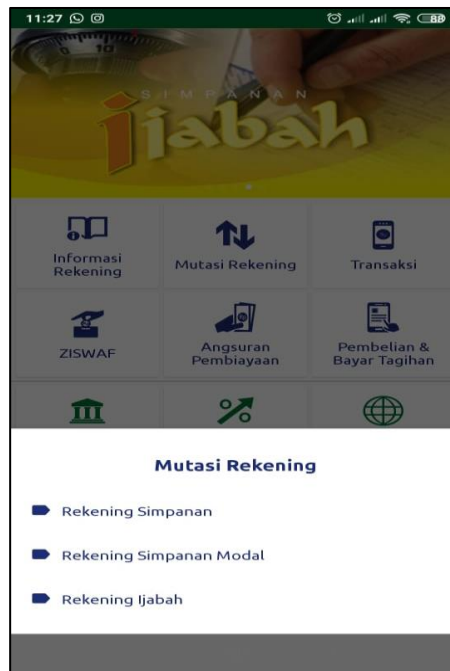 11:27
88
SIMPANAN
ijabah
Informasi
Rekening
Mutasi Rekening
Transaksi
ZISWAF
Angsuran
Pembiayaan
Pembelian &
Bayar Tagihan
Mutasi Rekening
Rekening Simpanan
Rekening Simpanan Modal
Rekening Ijabah